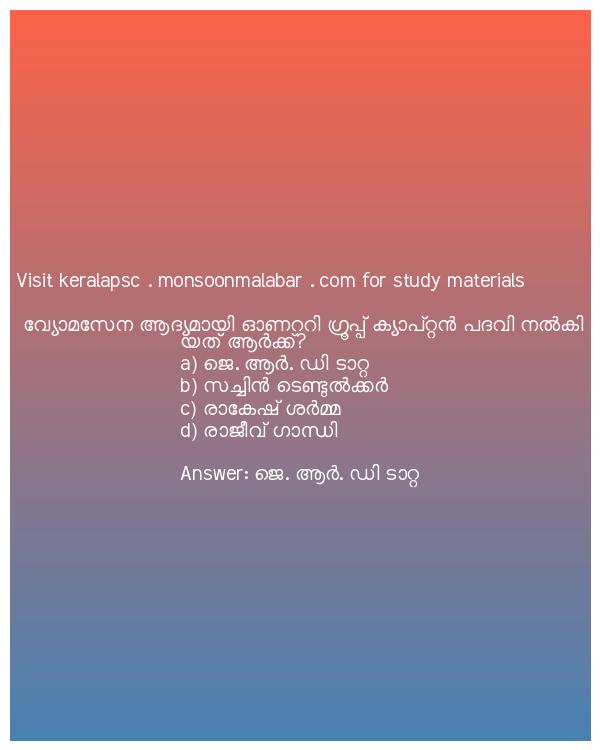 Visit keralapsc . monsoonmalabar . com for study materials
വ്യോമസേന ആദ്യമായി ഓണററി ഗ്രൂപ്പ് ക്യാപ്റ്റൻ പദവി നൽകി
യത് ആർക്ക്?
a) ജെ. ആർ. ഡി ടാറ്റ
b) സച്ചിൻ ടെണ്ടുൽക്കർ
c) രാകേഷ് ശർമ്മ
d) രാജീവ് ഗാന്ധി
Answer: ജെ. ആർ. ഡി ടാറ്റ